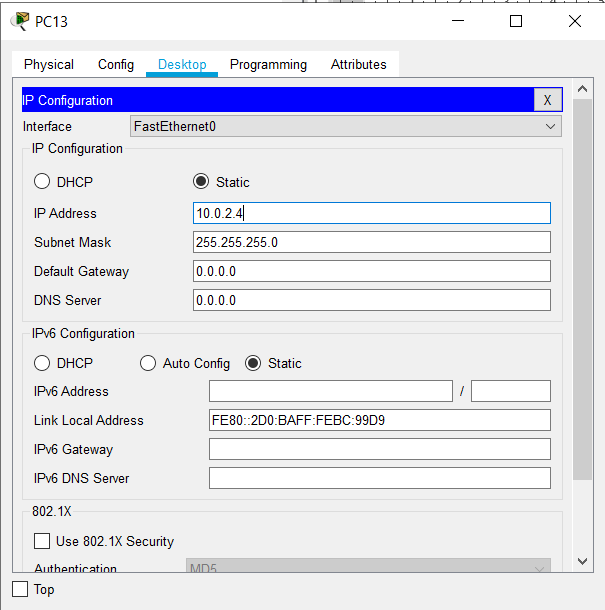 PC13
Physical Config Desktop Programming Attributes
IP Configuration X
Interface FastEthernet0
IP Configuration
DHCP Static
IP Address 10.0.2.4
Subnet Mask 255.255.255.0
Default Gateway 0.0.0.0
DNS Server 0.0.0.0
IPv6 Configuration
DHCP Auto Config Static
IPv6 Address /
Link Local Address FE80::2D0:BAFF:FEBC:99D9
IPv6 Gateway
IPv6 DNS Server
802.1X
Use 802.1X Security
Authentication MD5
Top